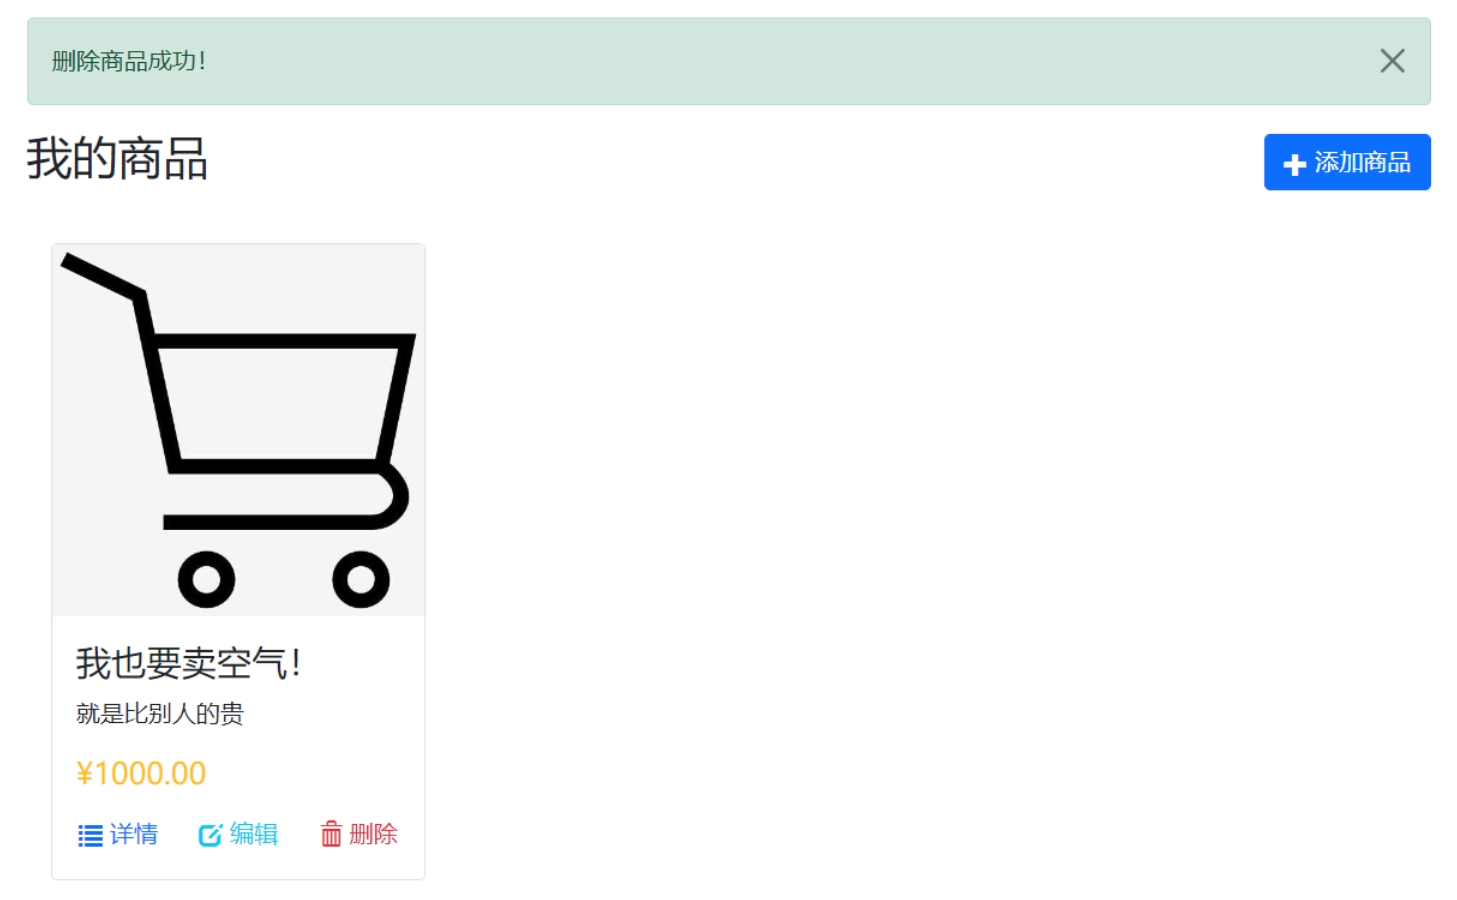 删除商品成功！
我的商品
添加商品
我也要卖空气！
就是比别人的贵
¥1000.00
详情 编辑 删除